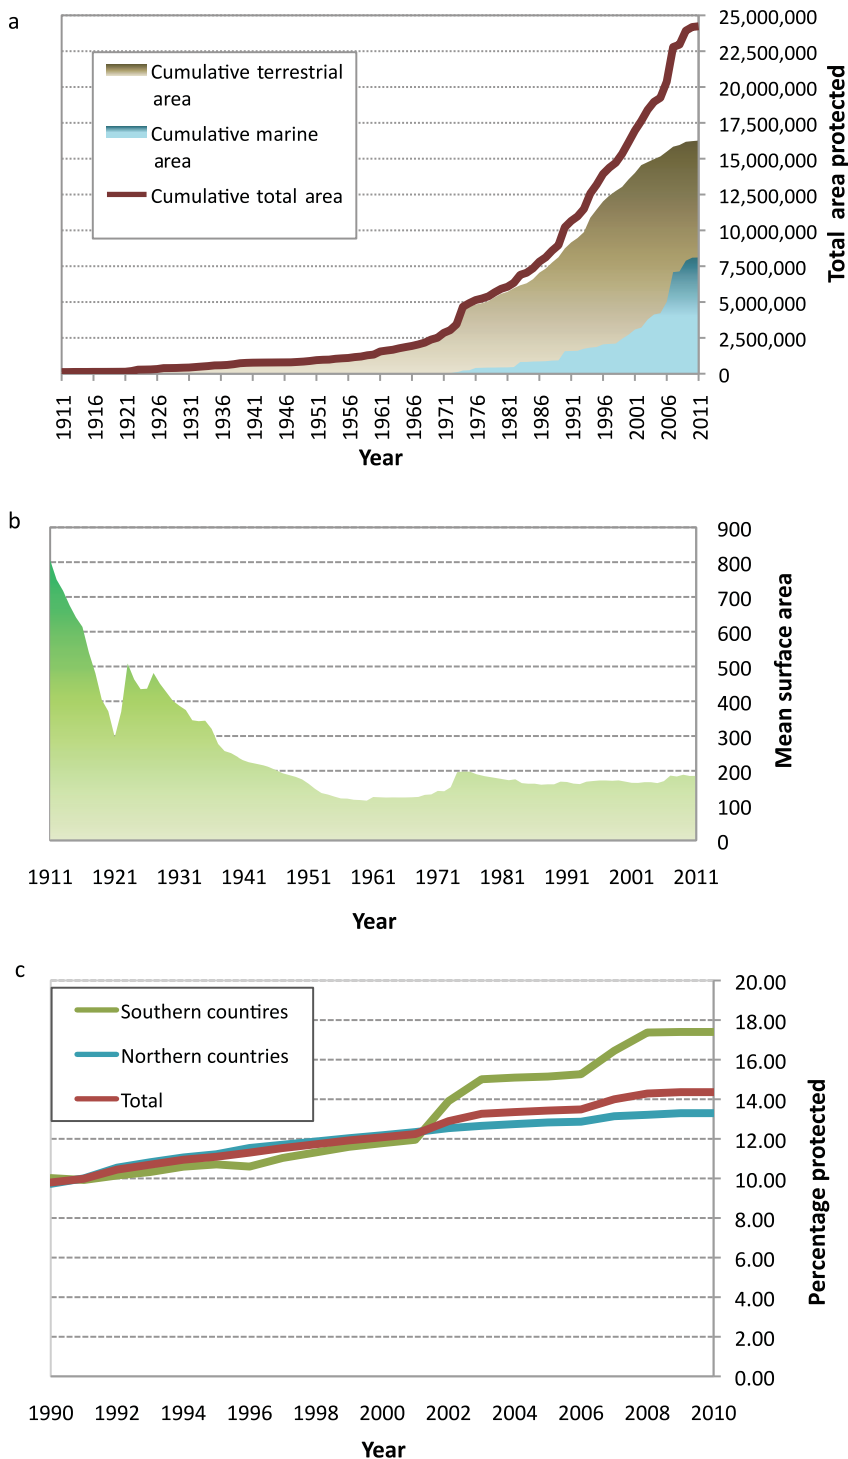 a
Cumulative terrestrial
area
Cumulative marine
area
Cumulative total area
25,000,000
22,500,000
20,000,000
17,500,000
15,000,000
12,500,000
10,000,000
7,500,000
5,000,000
2,500,000
0
Total area protected
1911 1916 1921 1926 1931 1936 1941 1946 1951 1956 1961 1966 1971 1976 1981 1986 1991 1996 2001 2006 2011
Year
b
900
800
700
600
500
400
300
200
100
0
Mean surface area
1911 1921 1931 1941 1951 1961 1971 1981 1991 2001 2011
Year
c
Southern countires
Northern countries
Total
20.00
18.00
16.00
14.00
12.00
10.00
8.00
6.00
4.00
2.00
0.00
Percentage protected
1990 1992 1994 1996 1998 2000 2002 2004 2006 2008 2010
Year